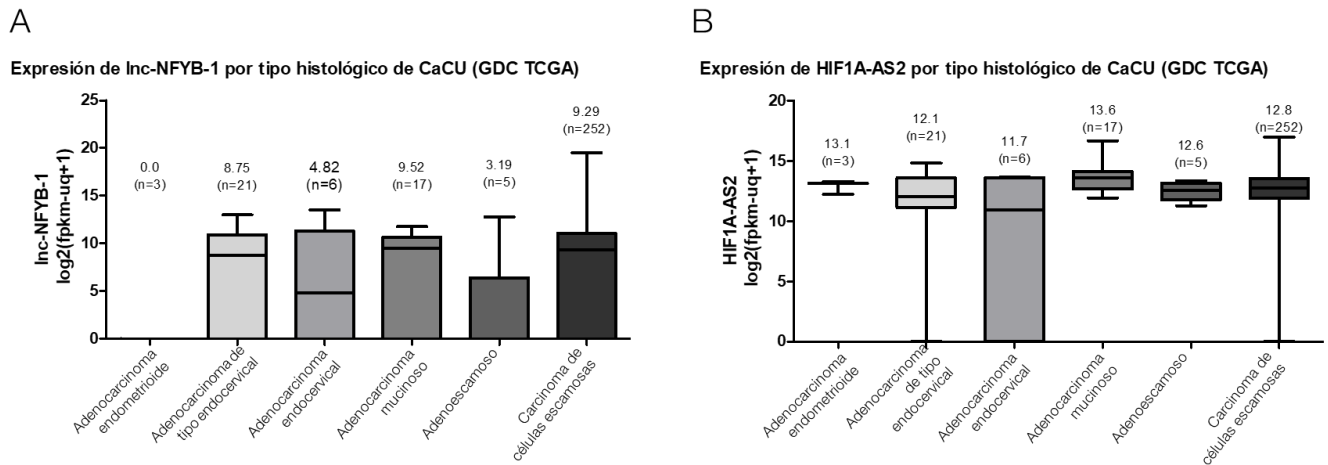 A
Expresión de lnc-NFYB-1 por tipo histológico de CaCU (GDC TCGA)
lnc-NFYB-1
log2(fpkm-uq+1)
25
20
15
10
5
0
0.0
(n=3)
8.75
(n=21)
4.82
(n=6)
9.52
(n=17)
3.19
(n=5)
9.29
(n=252)
Adenocarcinoma
endometrioide
Adenocarcinoma de
tipo endocervical
Adenocarcinoma
endocervical
Adenocarcinoma
mucinoso
Adenoescamoso
Carcinoma de
células escamosas
B
Expresión de HIF1A-AS2 por tipo histológico de CaCU (GDC TCGA)
HIF1A-AS2
log2(fpkm-uq+1)
20
15
10
5
0
13.1
(n=3)
12.1
(n=21)
11.7
(n=6)
13.6
(n=17)
12.6
(n=5)
12.8
(n=252)
Adenocarcinoma
endometrioide
Adenocarcinoma
de tipo
endocervical
Adenocarcinoma
endocervical
Adenocarcinoma
mucinoso
Adenoescamoso
Carcinoma de
células escamosas